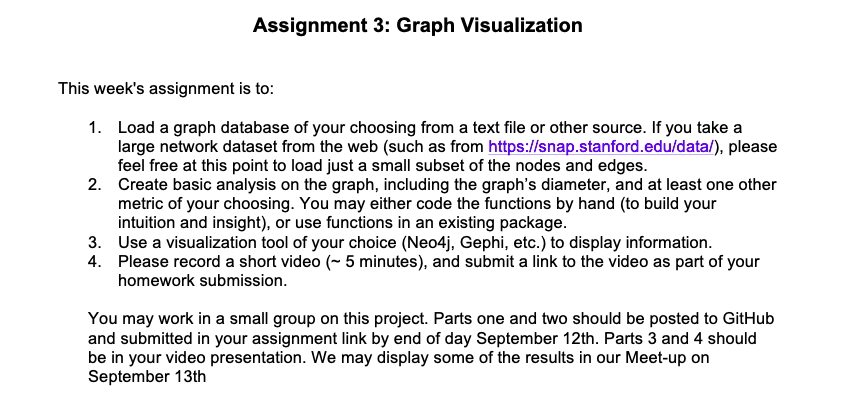 Assignment 3: Graph Visualization
This week's assignment is to:
1. Load a graph database of your choosing from a text file or other source. If you take a
large network dataset from the web (such as from https://snap.stanford.edu/data/), please
feel free at this point to load just a small subset of the nodes and edges.
2. Create basic analysis on the graph, including the graph’s diameter, and at least one other
metric of your choosing. You may either code the functions by hand (to build your
intuition and insight), or use functions in an existing package.
3. Use a visualization tool of your choice (Neo4j, Gephi, etc.) to display information.
4. Please record a short video (~ 5 minutes), and submit a link to the video as part of your
homework submission.
You may work in a small group on this project. Parts one and two should be posted to GitHub
and submitted in your assignment link by end of day September 12th. Parts 3 and 4 should
be in your video presentation. We may display some of the results in our Meet-up on
September 13th